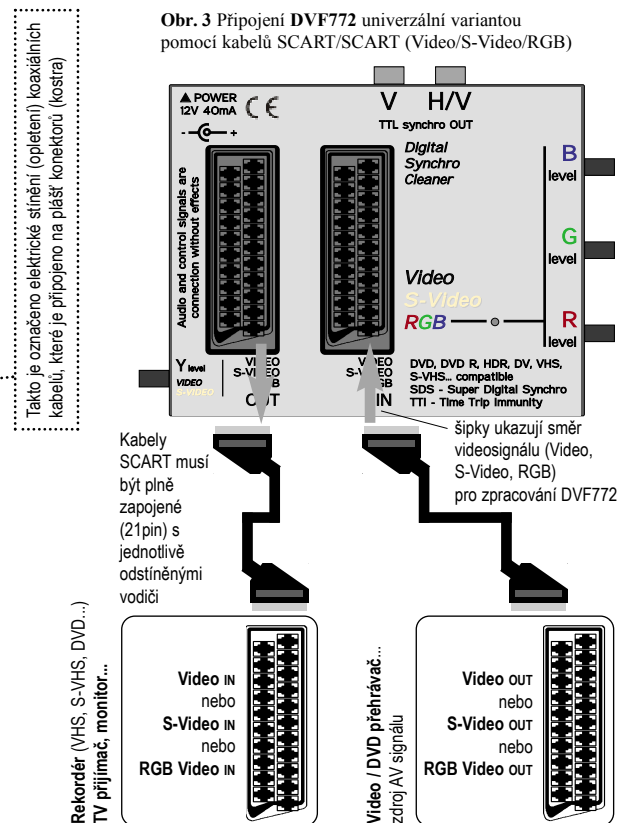 Obr. 3 Připojení DVF772 univerzální variantou
pomocí kabelů SCART/SCART (Video/S-Video/RGB)
Takto je označeno elektrické stínění (opletení) koaxiálních
kabelů, které je připojeno na plášť konektorů (kostra)
▲ POWER
12V 40mA
CE
- +
V H/V
TTL synchro OUT
Audio and control signals are
connection without effects
Digital
Synchro
Cleaner
B
level
G
level
R
level
Video
S-Video
RGB
Y level
VIDEO
S-VIDEO
VIDEO
S-VIDEO
RGB
OUT
VIDEO
S-VIDEO
RGB
IN
DVD, DVD R, HDR, DV, VHS,
S-VHS... compatible
SDS - Super Digital Synchro
TTI - Time Trip Immunity
Kabely
SCART musí
být plně
zapojené
(21pin) s
jednotlivě
odstíněnými
vodiči
šipky ukazují směr
videosignálu (Video,
S-Video, RGB)
pro zpracování DVF772
Rekordér (VHS, S-VHS, DVD...)
TV přijímač, monitor...
Video IN
nebo
S-Video IN
nebo
RGB Video IN
Video / DVD přehrávač...
zdroj AV signálu
Video OUT
nebo
S-Video OUT
nebo
RGB Video OUT